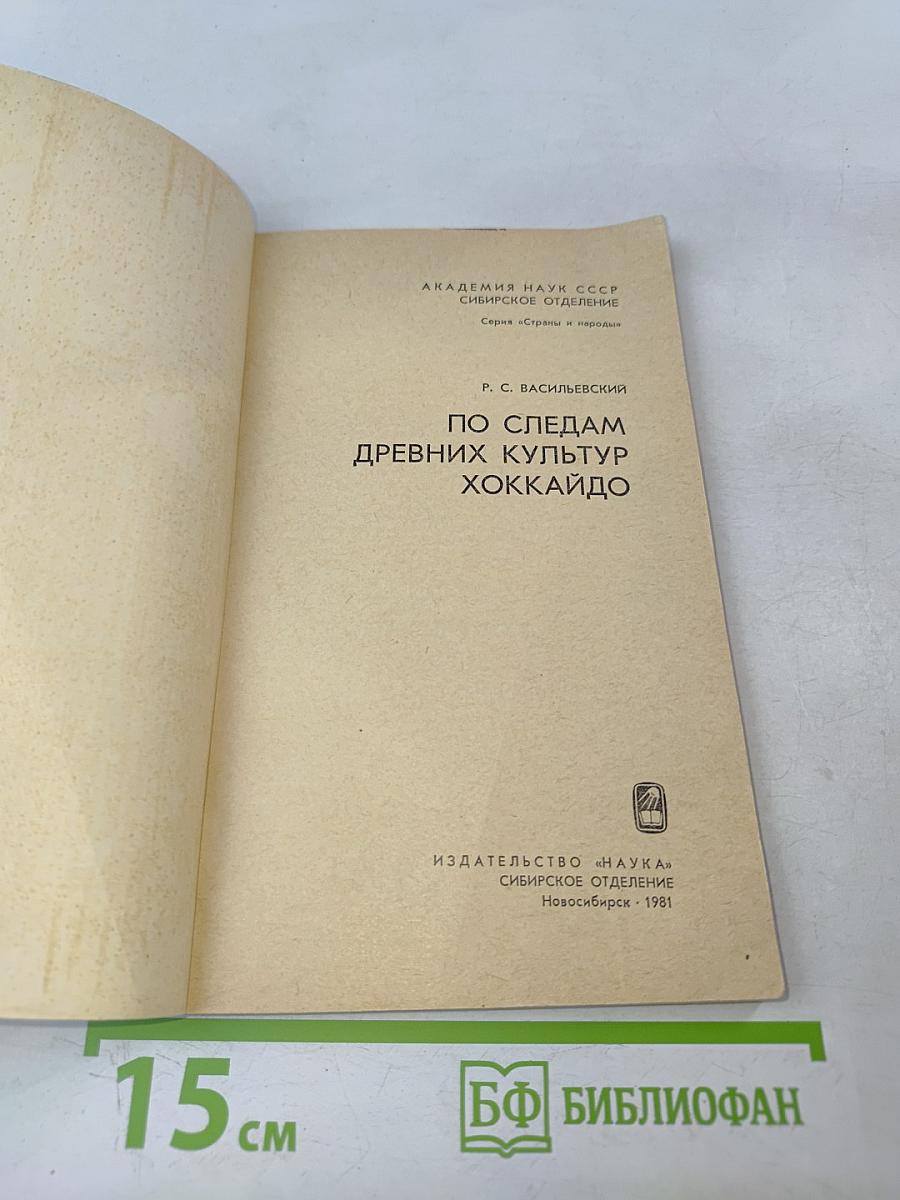 АКАДЕМИЯ НАУК СССР
СИБИРСКОЕ ОТДЕЛЕНИЕ
Серия «Страны и народы»
Р. С. ВАСИЛЬЕВСКИЙ
ПО СЛЕДАМ
ДРЕВНИХ КУЛЬТУР
ХОККАЙДО
ИЗДАТЕЛЬСТВО «НАУКА»
СИБИРСКОЕ ОТДЕЛЕНИЕ
Новосибирск · 1981
15 см
БФ БИБЛИОФАН